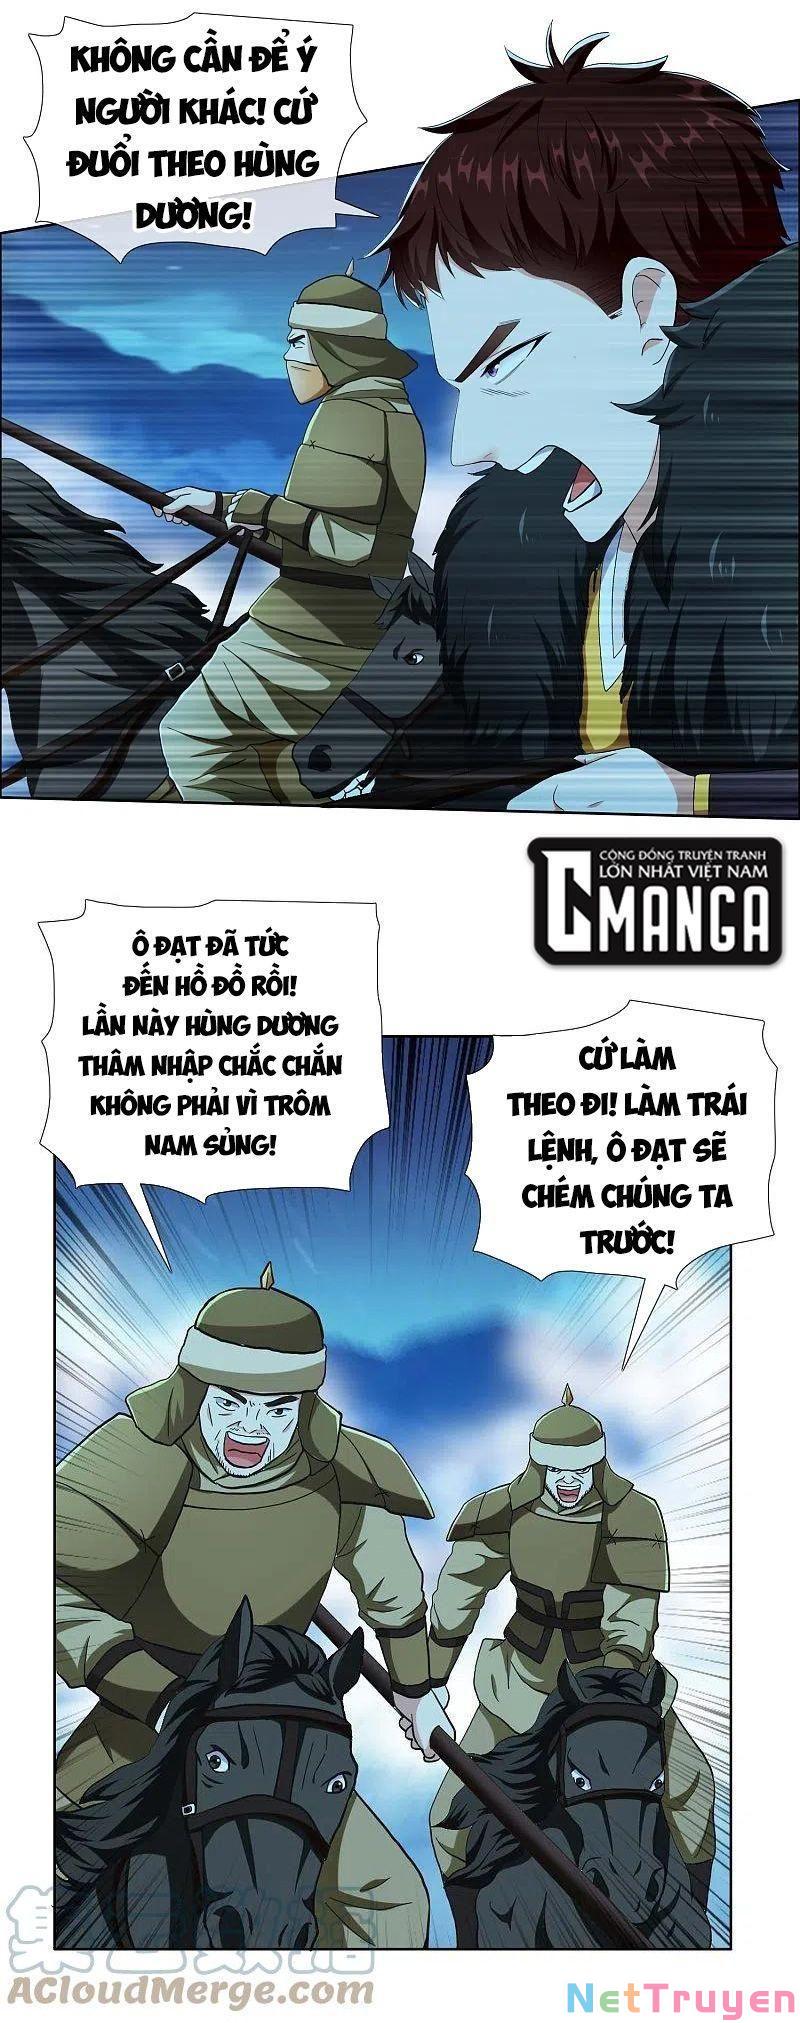 KHÔNG CẦN ĐỂ Ý
NGƯỜI KHÁC! CỨ
ĐUỔI THEO HÙNG
DƯƠNG!
CỘNG ĐỒNG TRUYỆN TRANH
LỚN NHẤT VIỆT NAM
CMANGA
Ô ĐẠT ĐÃ TỨC
ĐẾN HỒ ĐỒ RỒI!
LẦN NÀY HÙNG DƯƠNG
THÂM NHẬP CHẮC CHẮN
KHÔNG PHẢI VÌ TRÔM
NAM SỦNG!
CỨ LÀM
THEO ĐI! LÀM TRÁI
LỆNH, Ô ĐẠT SẼ
CHÉM CHÚNG TA
TRƯỚC!
ACloudMerge.com
NetTruyen